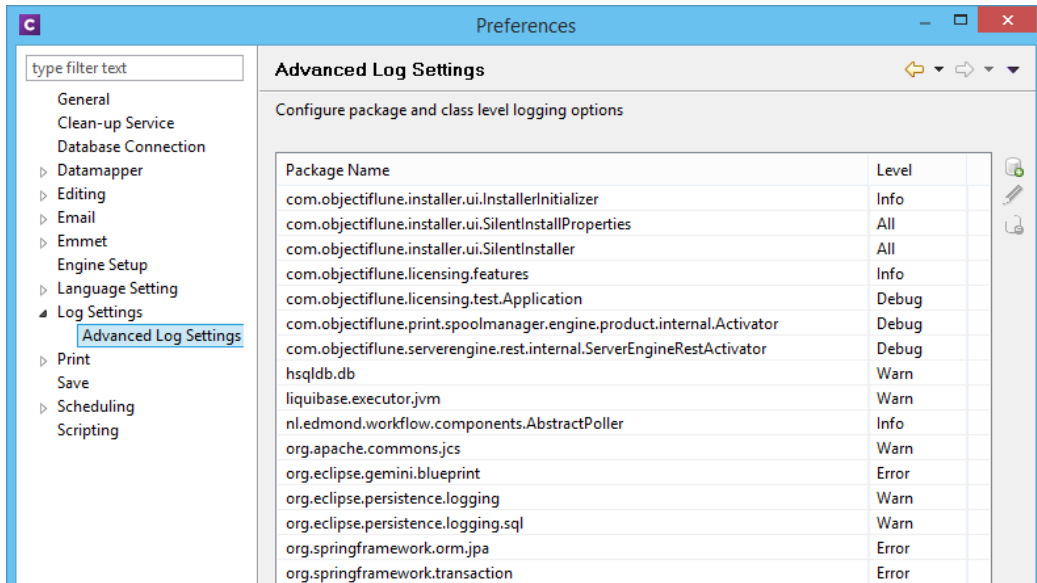 C
Preferences
type filter text
General
Clean-up Service
Database Connection
Datamapper
Editing
Email
Emmet
Engine Setup
Language Setting
Log Settings
Advanced Log Settings
Print
Save
Scheduling
Scripting
Advanced Log Settings
Configure package and class level logging options
Package Name Level
com.objectiflune.installer.ui.InstallerInitializer Info
com.objectiflune.installer.ui.SilentInstallProperties All
com.objectiflune.installer.ui.SilentInstaller All
com.objectiflune.licensing.features Info
com.objectiflune.licensing.test.Application Debug
com.objectiflune.print.spoolmanager.engine.product.internal.Activator Debug
com.objectiflune.serverengine.rest.internal.ServerEngineRestActivator Debug
hsqldb.db Warn
liquibase.executor.jvm Warn
nl.edmond.workflow.components.AbstractPoller Info
org.apache.commons.jcs Warn
org.eclipse.gemini.blueprint Error
org.eclipse.persistence.logging Warn
org.eclipse.persistence.logging.sql Warn
org.springframework.orm.jpa Error
org.springframework.transaction Error